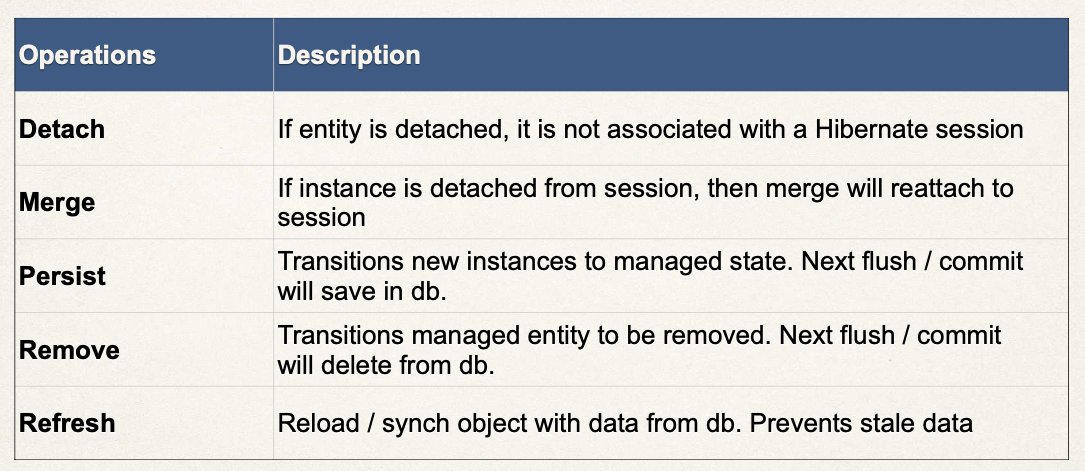 Operations Description
Detach If entity is detached, it is not associated with a Hibernate session
Merge If instance is detached from session, then merge will reattach to
session
Persist Transitions new instances to managed state. Next flush / commit
will save in db.
Remove Transitions managed entity to be removed. Next flush / commit
will delete from db.
Refresh Reload / synch object with data from db. Prevents stale data